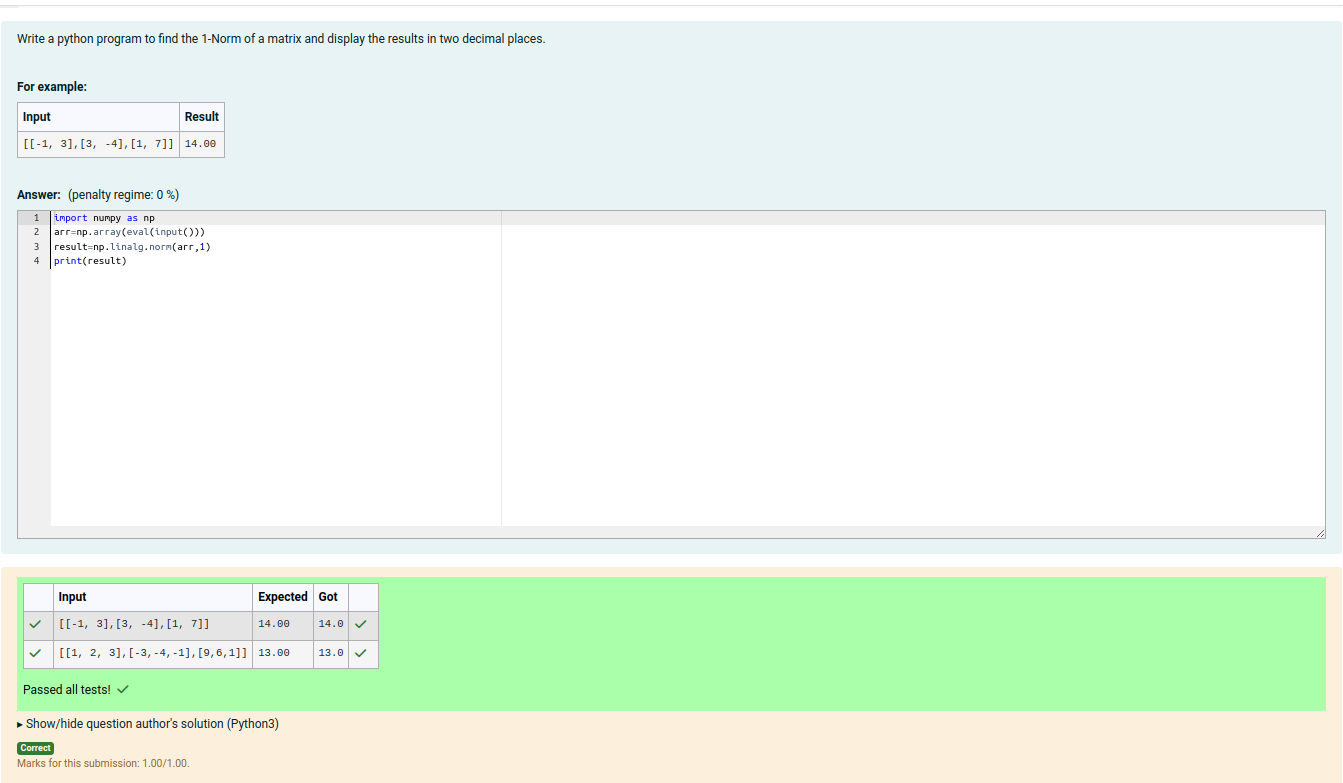 Write a python program to find the 1-Norm of a matrix and display the results in two decimal places.
For example:
Input Result
[[-1, 3],[3, -4],[1, 7]] 14.00
Answer: (penalty regime: 0 %)
1 import numpy as np
2 arr=np.array(eval(input()))
3 result=np.linalg.norm(arr,1)
4 print(result)
Input Expected Got
[[-1, 3],[3, -4],[1, 7]] 14.00 14.0
[[1, 2, 3],[-3,-4,-1],[9,6,1]] 13.00 13.0
Passed all tests!
Show/hide question author's solution (Python3)
Correct
Marks for this submission: 1.00/1.00.